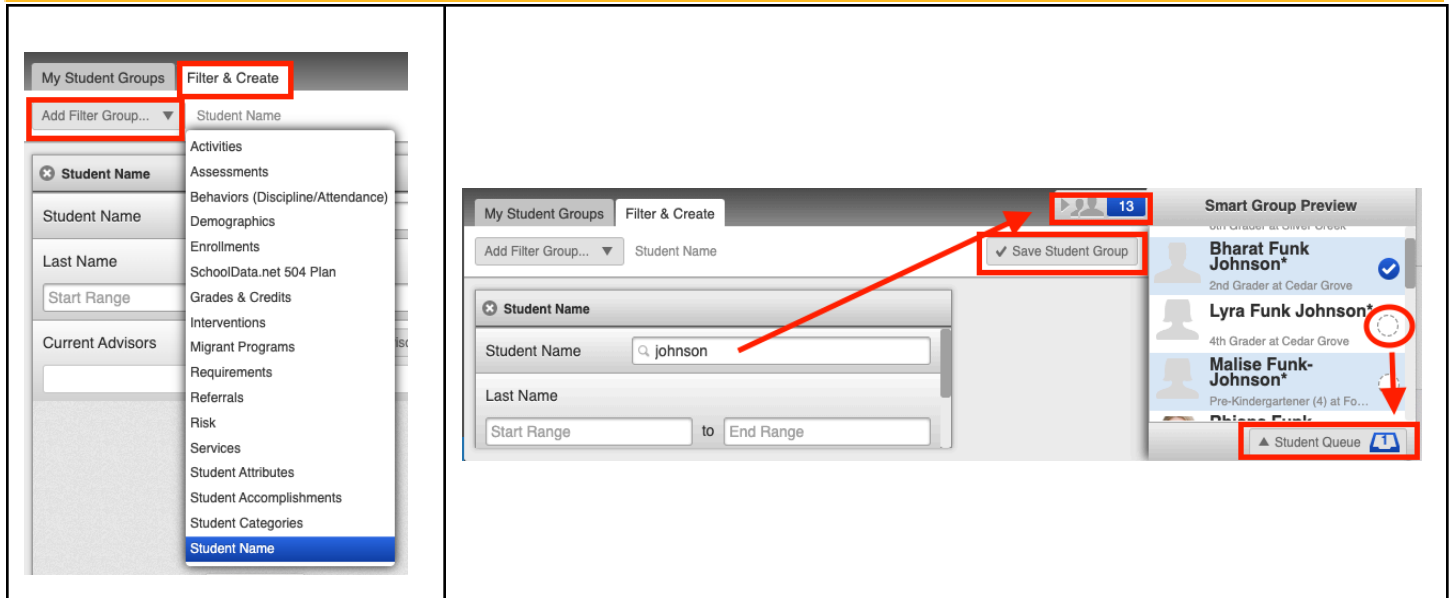 My Student Groups
Filter & Create
Add Filter Group...
Student Name
Student Name
Student Name
Last Name
Start Range
Current Advisors
Activities
Assessments
Behaviors (Discipline/Attendance)
Demographics
Enrollments
SchoolData.net 504 Plan
Grades & Credits
Interventions
Migrant Programs
Requirements
Referrals
Risk
Services
Student Attributes
Student Accomplishments
Student Categories
Student Name
My Student Groups
Filter & Create
13
Add Filter Group...
Student Name
✓ Save Student Group
Student Name
Student Name
johnson
Last Name
Start Range
to
End Range
Smart Group Preview
Bharat Funk
Johnson*
2nd Grader at Cedar Grove
Lyra Funk Johnson*
4th Grader at Cedar Grove
Malise Funk-
Johnson*
Pre-Kindergartener (4) at Fo...
Student Queue
1